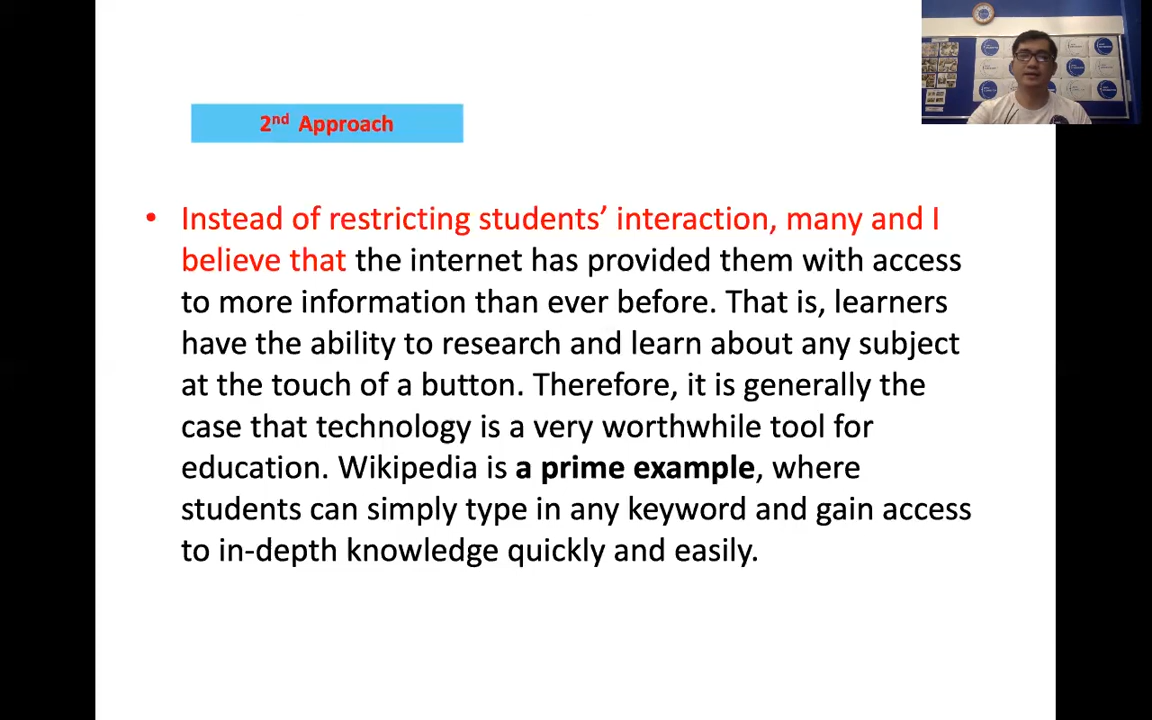 2nd Approach
• Instead of restricting students’ interaction, many and I
believe that the internet has provided them with access
to more information than ever before. That is, learners
have the ability to research and learn about any subject
at the touch of a button. Therefore, it is generally the
case that technology is a very worthwhile tool for
education. Wikipedia is a prime example, where
students can simply type in any keyword and gain access
to in-depth knowledge quickly and easily.